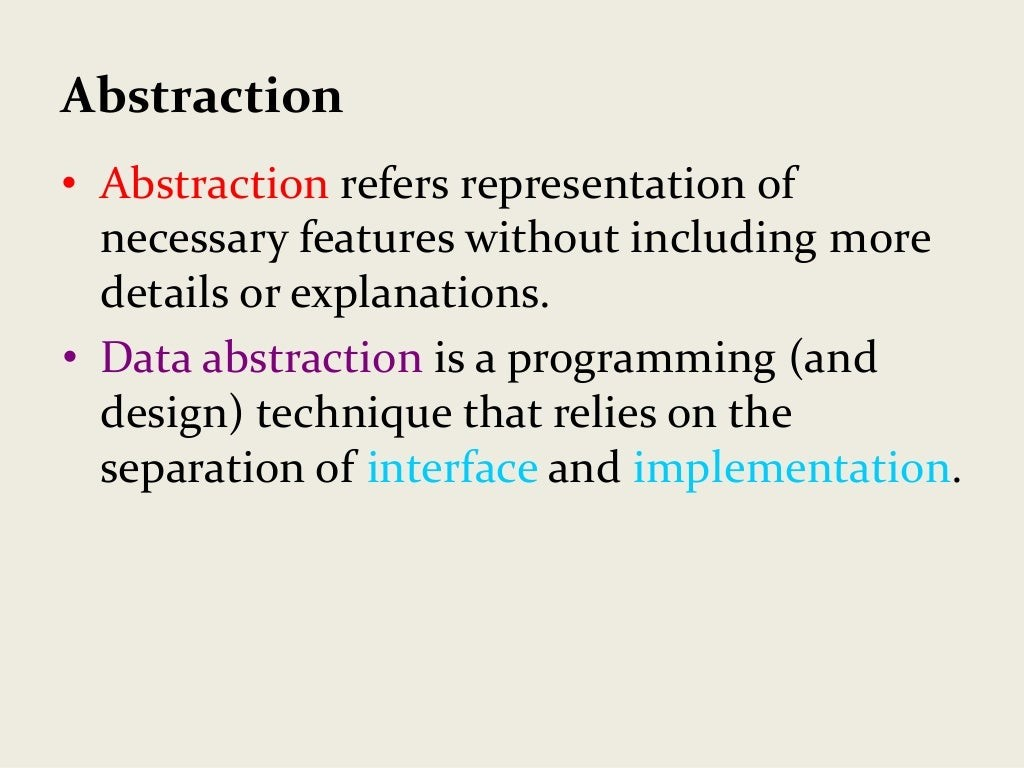 Abstraction
• Abstraction refers representation of
necessary features without including more
details or explanations.
• Data abstraction is a programming (and
design) technique that relies on the
separation of interface and implementation.